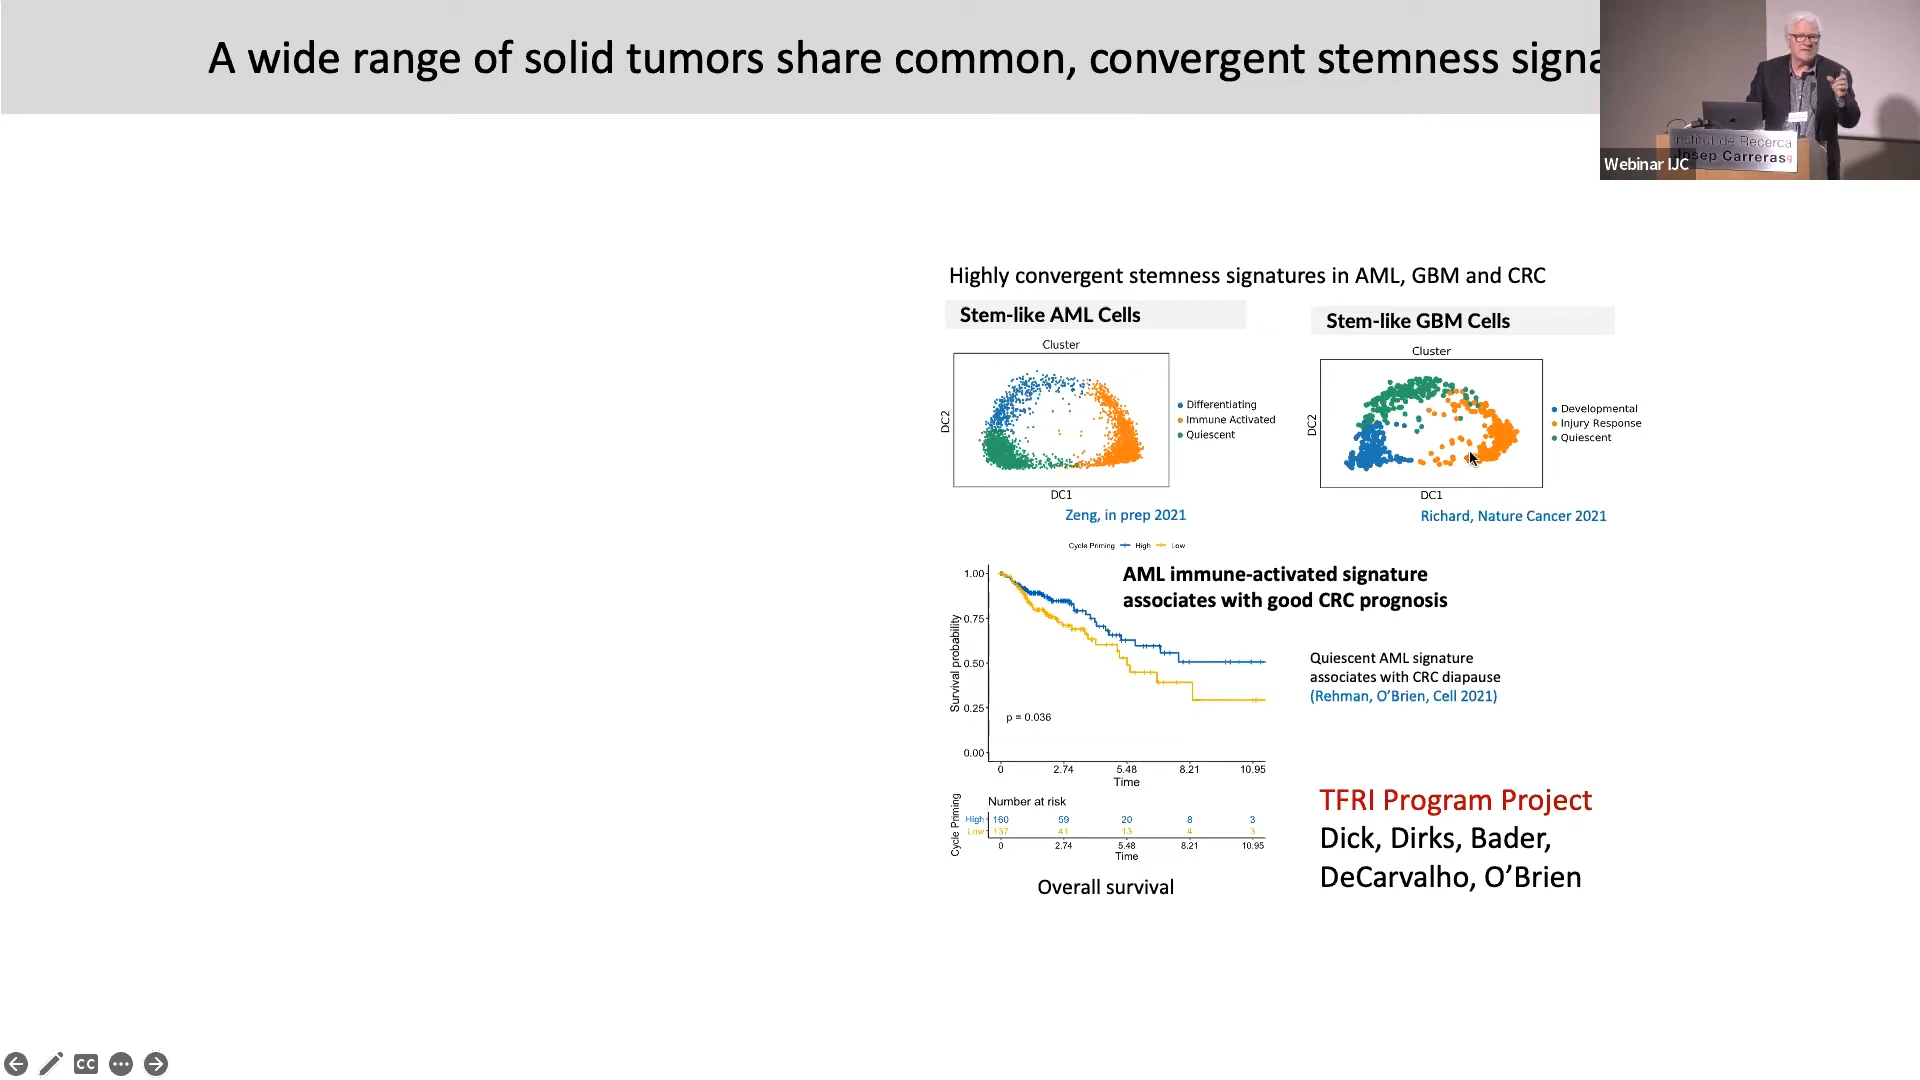 A wide range of solid tumors share common, convergent stemness signa
Institut de Recerca
Josep Carreras
Webinar IJC
Highly convergent stemness signatures in AML, GBM and CRC
Stem-like AML Cells
Cluster
DC2
Differentiating
Immune Activated
Quiescent
DC1
Zeng, in prep 2021
Stem-like GBM Cells
Cluster
DC2
Developmental
Injury Response
Quiescent
DC1
Richard, Nature Cancer 2021
Cycle Priming High Low
AML immune-activated signature
associates with good CRC prognosis
Survival probability
1.00
0.75
0.50
0.25
0.00
p = 0.036
0 2.74 5.48 8.21 10.95
Time
Quiescent AML signature
associates with CRC diapause
(Rehman, O'Brien, Cell 2021)
Number at risk
Cycle Priming
High 160 59 20 8 3
Low 137 41 13 4 3
0 2.74 5.48 8.21 10.95
Time
Overall survival
TFRI Program Project
Dick, Dirks, Bader,
DeCarvalho, O'Brien
CC